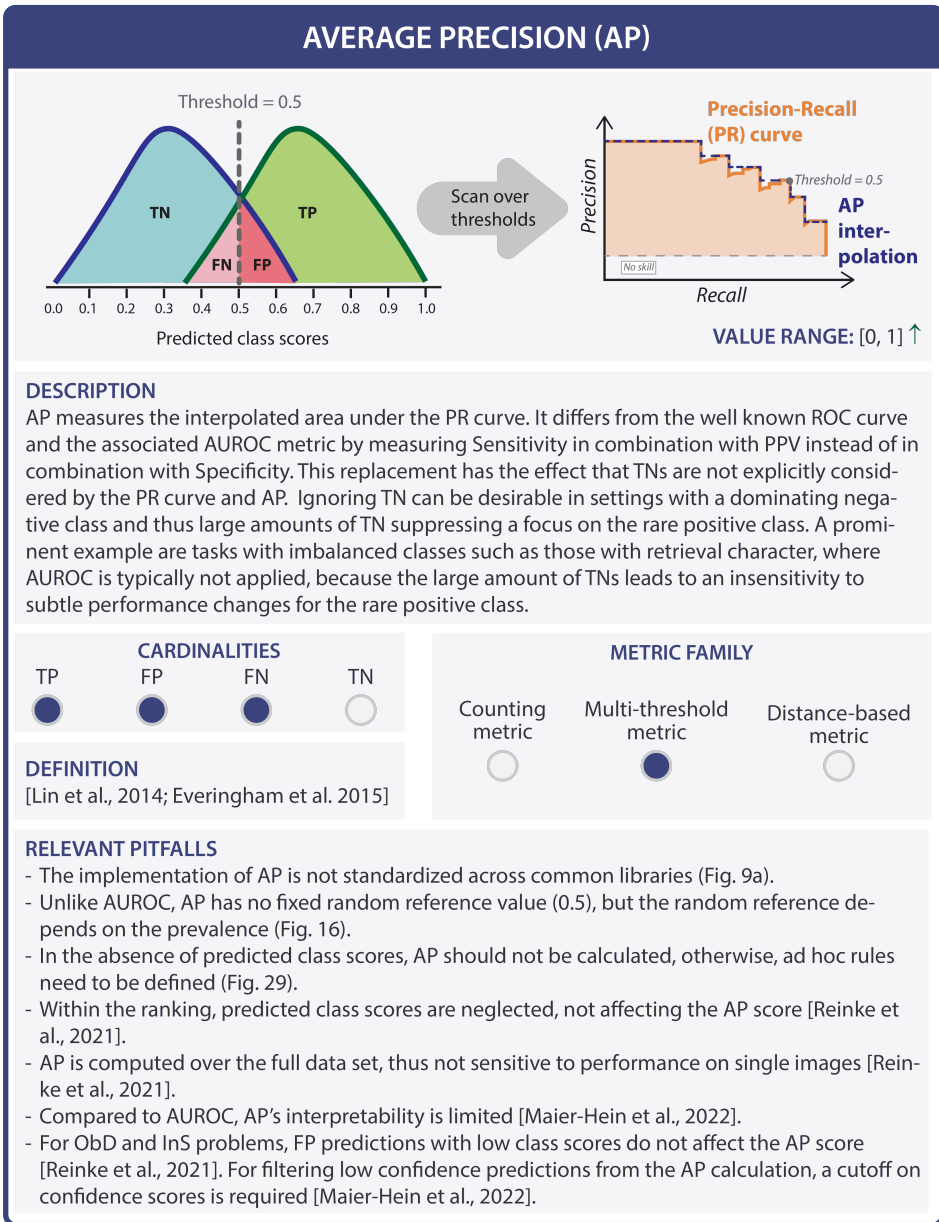 AVERAGE PRECISION (AP)
Threshold = 0.5
TN
TP
FN
FP
0.0 0.1 0.2 0.3 0.4 0.5 0.6 0.7 0.8 0.9 1.0
Predicted class scores
Scan over
thresholds
Precision-Recall
(PR) curve
Precision
Threshold = 0.5
AP
inter-
polation
No skill
Recall
VALUE RANGE: [0, 1] ↑
DESCRIPTION
AP measures the interpolated area under the PR curve. It differs from the well known ROC curve
and the associated AUROC metric by measuring Sensitivity in combination with PPV instead of in
combination with Specificity. This replacement has the effect that TNs are not explicitly consid-
ered by the PR curve and AP. Ignoring TN can be desirable in settings with a dominating nega-
tive class and thus large amounts of TN suppressing a focus on the rare positive class. A promi-
nent example are tasks with imbalanced classes such as those with retrieval character, where
AUROC is typically not applied, because the large amount of TNs leads to an insensitivity to
subtle performance changes for the rare positive class.
CARDINALITIES
TP FP FN TN
DEFINITION
[Lin et al., 2014; Everingham et al. 2015]
METRIC FAMILY
Counting
metric
Multi-threshold
metric
Distance-based
metric
RELEVANT PITFALLS
- The implementation of AP is not standardized across common libraries (Fig. 9a).
- Unlike AUROC, AP has no fixed random reference value (0.5), but the random reference de-
pends on the prevalence (Fig. 16).
- In the absence of predicted class scores, AP should not be calculated, otherwise, ad hoc rules
need to be defined (Fig. 29).
- Within the ranking, predicted class scores are neglected, not affecting the AP score [Reinke et
al., 2021].
- AP is computed over the full data set, thus not sensitive to performance on single images [Rein-
ke et al., 2021].
- Compared to AUROC, AP's interpretability is limited [Maier-Hein et al., 2022].
- For ObD and InS problems, FP predictions with low class scores do not affect the AP score
[Reinke et al., 2021]. For filtering low confidence predictions from the AP calculation, a cutoff on
confidence scores is required [Maier-Hein et al., 2022].